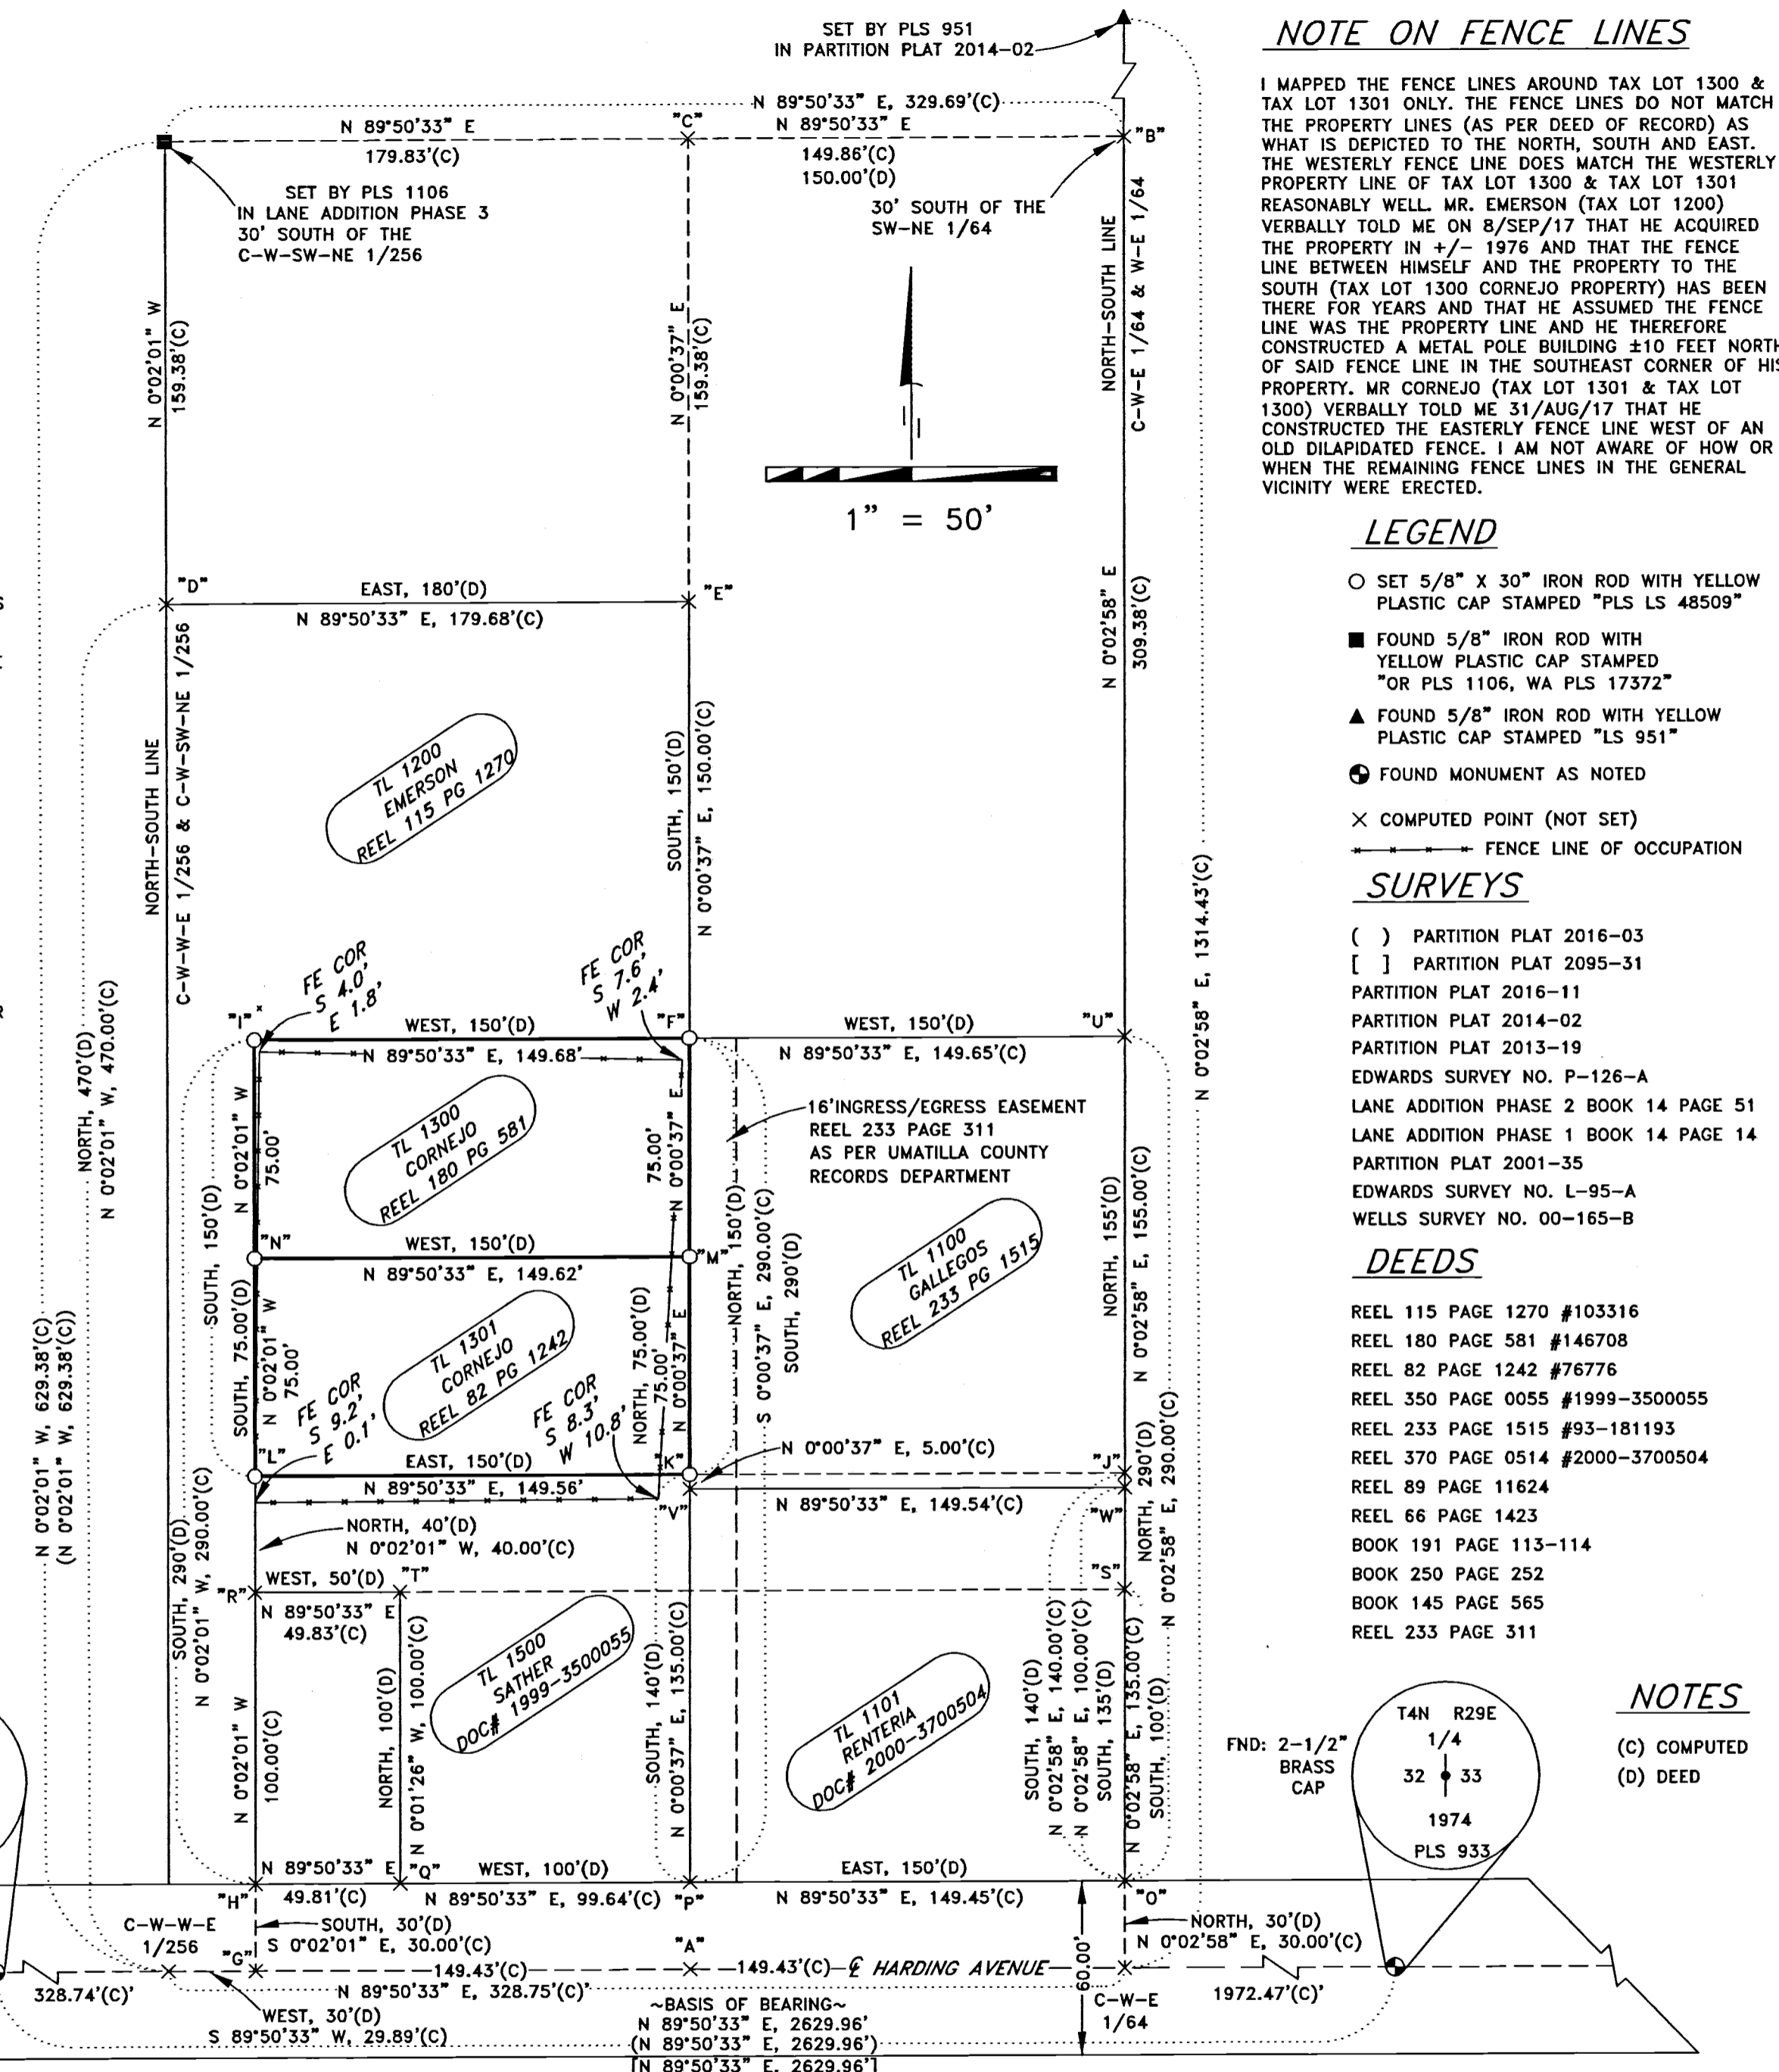 SET BY PLS 951
IN PARTITION PLAT 2014-02
N 89°50'33" E, 329.69'(C)
N 89°50'33" E
179.83'(C)
"C"
N 89°50'33" E
149.86'(C)
150.00'(D)
"B"
SET BY PLS 1106
IN LANE ADDITION PHASE 3
30' SOUTH OF THE
C-W-SW-NE 1/256
30' SOUTH OF THE
SW-NE 1/64
N 0°02'01" W
159.38'(C)
N 0°00'37" E
159.38'(C)
NORTH-SOUTH LINE
C-W-E 1/64 & W-E 1/64
1" = 50'
"D"
EAST, 180'(D)
"E"
N 89°50'33" E, 179.68'(C)
N 0°02'58" E
309.38'(C)
NORTH-SOUTH LINE
C-W-W-E 1/256 & C-W-SW-NE 1/256
TL 1200
EMERSON
REEL 115 PG 1270
SOUTH, 150'(D)
N 0°00'37" E, 150.00'(C)
N 0°02'58" E, 1314.43'(C)
NORTH, 470'(D)
N 0°02'01" W, 470.00'(C)
N 0°02'01" W, 629.38'(C)
(N 0°02'01" W, 629.38'(C))
FE COR
S 4.0'
E 1.8'
FE COR
S 7.6'
W 2.4'
"I"
WEST, 150'(D)
"F"
WEST, 150'(D)
"U"
N 89°50'33" E, 149.68'
N 89°50'33" E, 149.65'(C)
N 0°02'01" W
75.00'
TL 1300
CORNEJO
REEL 180 PG 581
75.00'
N 0°00'37" E
16'INGRESS/EGRESS EASEMENT
REEL 233 PAGE 311
AS PER UMATILLA COUNTY
RECORDS DEPARTMENT
SOUTH, 150'(D)
"N"
WEST, 150'(D)
"M"
N 89°50'33" E, 149.62'
NORTH, 150'(D)
S 0°00'37" E, 290.00'(C)
SOUTH, 290'(D)
TL 1100
GALLEGOS
REEL 233 PG 1515
NORTH, 155'(D)
N 0°02'58" E, 155.00'(C)
SOUTH, 75.00'(D)
N 0°02'01" W
75.00'
TL 1301
CORNEJO
REEL 82 PG 1242
NORTH, 75.00'(D)
75.00'
N 0°00'37" E
FE COR
S 9.2'
E 0.1'
FE COR
S 8.3'
W 10.8'
"L"
EAST, 150'(D)
"K"
N 0°00'37" E, 5.00'(C)
"J"
N 89°50'33" E, 149.56'
"V"
N 89°50'33" E, 149.54'(C)
"W"
NORTH, 290'(D)
N 0°02'58" E, 290.00'(C)
NORTH, 40'(D)
N 0°02'01" W, 40.00'(C)
SOUTH, 290'(D)
N 0°02'01" W, 290.00'(C)
"R"
WEST, 50'(D)
"T"
"S"
N 89°50'33" E
49.83'(C)
N 0°02'01" W
100.00'(C)
NORTH, 100'(D)
N 0°01'26" W, 100.00'(C)
TL 1500
SATHER
DOC# 1999-3500055
SOUTH, 140'(D)
N 0°00'37" E, 135.00'(C)
TL 1101
RENTERIA
DOC# 2000-3700504
SOUTH, 140'(D)
N 0°02'58" E, 140.00'(C)
N 0°02'58" E, 100.00'(C)
SOUTH, 135'(D)
N 0°02'58" E, 135.00'(C)
SOUTH, 100'(D)
N 89°50'33" E
"Q"
WEST, 100'(D)
EAST, 150'(D)
"H"
49.81'(C)
N 89°50'33" E, 99.64'(C)
"P"
N 89°50'33" E, 149.45'(C)
"O"
C-W-W-E
1/256
SOUTH, 30'(D)
S 0°02'01" E, 30.00'(C)
"G"
"A"
NORTH, 30'(D)
N 0°02'58" E, 30.00'(C)
60.00'
149.43'(C)
149.43'(C)
℄ HARDING AVENUE
328.74'(C)'
N 89°50'33" E, 328.75'(C)'
1972.47'(C)'
C-W-E
1/64
WEST, 30'(D)
S 89°50'33" W, 29.89'(C)
~BASIS OF BEARING~
N 89°50'33" E, 2629.96'
(N 89°50'33" E, 2629.96')
[N 89°50'33" E, 2629.96']
NOTE ON FENCE LINES
I MAPPED THE FENCE LINES AROUND TAX LOT 1300 &
TAX LOT 1301 ONLY. THE FENCE LINES DO NOT MATCH
THE PROPERTY LINES (AS PER DEED OF RECORD) AS
WHAT IS DEPICTED TO THE NORTH, SOUTH AND EAST.
THE WESTERLY FENCE LINE DOES MATCH THE WESTERLY
PROPERTY LINE OF TAX LOT 1300 & TAX LOT 1301
REASONABLY WELL. MR. EMERSON (TAX LOT 1200)
VERBALLY TOLD ME ON 8/SEP/17 THAT HE ACQUIRED
THE PROPERTY IN +/- 1976 AND THAT THE FENCE
LINE BETWEEN HIMSELF AND THE PROPERTY TO THE
SOUTH (TAX LOT 1300 CORNEJO PROPERTY) HAS BEEN
THERE FOR YEARS AND THAT HE ASSUMED THE FENCE
LINE WAS THE PROPERTY LINE AND HE THEREFORE
CONSTRUCTED A METAL POLE BUILDING ±10 FEET NORTH
OF SAID FENCE LINE IN THE SOUTHEAST CORNER OF HIS
PROPERTY. MR CORNEJO (TAX LOT 1301 & TAX LOT
1300) VERBALLY TOLD ME 31/AUG/17 THAT HE
CONSTRUCTED THE EASTERLY FENCE LINE WEST OF AN
OLD DILAPIDATED FENCE. I AM NOT AWARE OF HOW OR
WHEN THE REMAINING FENCE LINES IN THE GENERAL
VICINITY WERE ERECTED.
LEGEND
SET 5/8" X 30" IRON ROD WITH YELLOW
PLASTIC CAP STAMPED "PLS LS 48509"
FOUND 5/8" IRON ROD WITH
YELLOW PLASTIC CAP STAMPED
"OR PLS 1106, WA PLS 17372"
FOUND 5/8" IRON ROD WITH YELLOW
PLASTIC CAP STAMPED "LS 951"
FOUND MONUMENT AS NOTED
COMPUTED POINT (NOT SET)
FENCE LINE OF OCCUPATION
SURVEYS
( ) PARTITION PLAT 2016-03
[ ] PARTITION PLAT 2095-31
PARTITION PLAT 2016-11
PARTITION PLAT 2014-02
PARTITION PLAT 2013-19
EDWARDS SURVEY NO. P-126-A
LANE ADDITION PHASE 2 BOOK 14 PAGE 51
LANE ADDITION PHASE 1 BOOK 14 PAGE 14
PARTITION PLAT 2001-35
EDWARDS SURVEY NO. L-95-A
WELLS SURVEY NO. 00-165-B
DEEDS
REEL 115 PAGE 1270 #103316
REEL 180 PAGE 581 #146708
REEL 82 PAGE 1242 #76776
REEL 350 PAGE 0055 #1999-3500055
REEL 233 PAGE 1515 #93-181193
REEL 370 PAGE 0514 #2000-3700504
REEL 89 PAGE 11624
REEL 66 PAGE 1423
BOOK 191 PAGE 113-114
BOOK 250 PAGE 252
BOOK 145 PAGE 565
REEL 233 PAGE 311
FND: 2-1/2"
BRASS
CAP
T4N R29E
1/4
32 33
1974
PLS 933
NOTES
(C) COMPUTED
(D) DEED